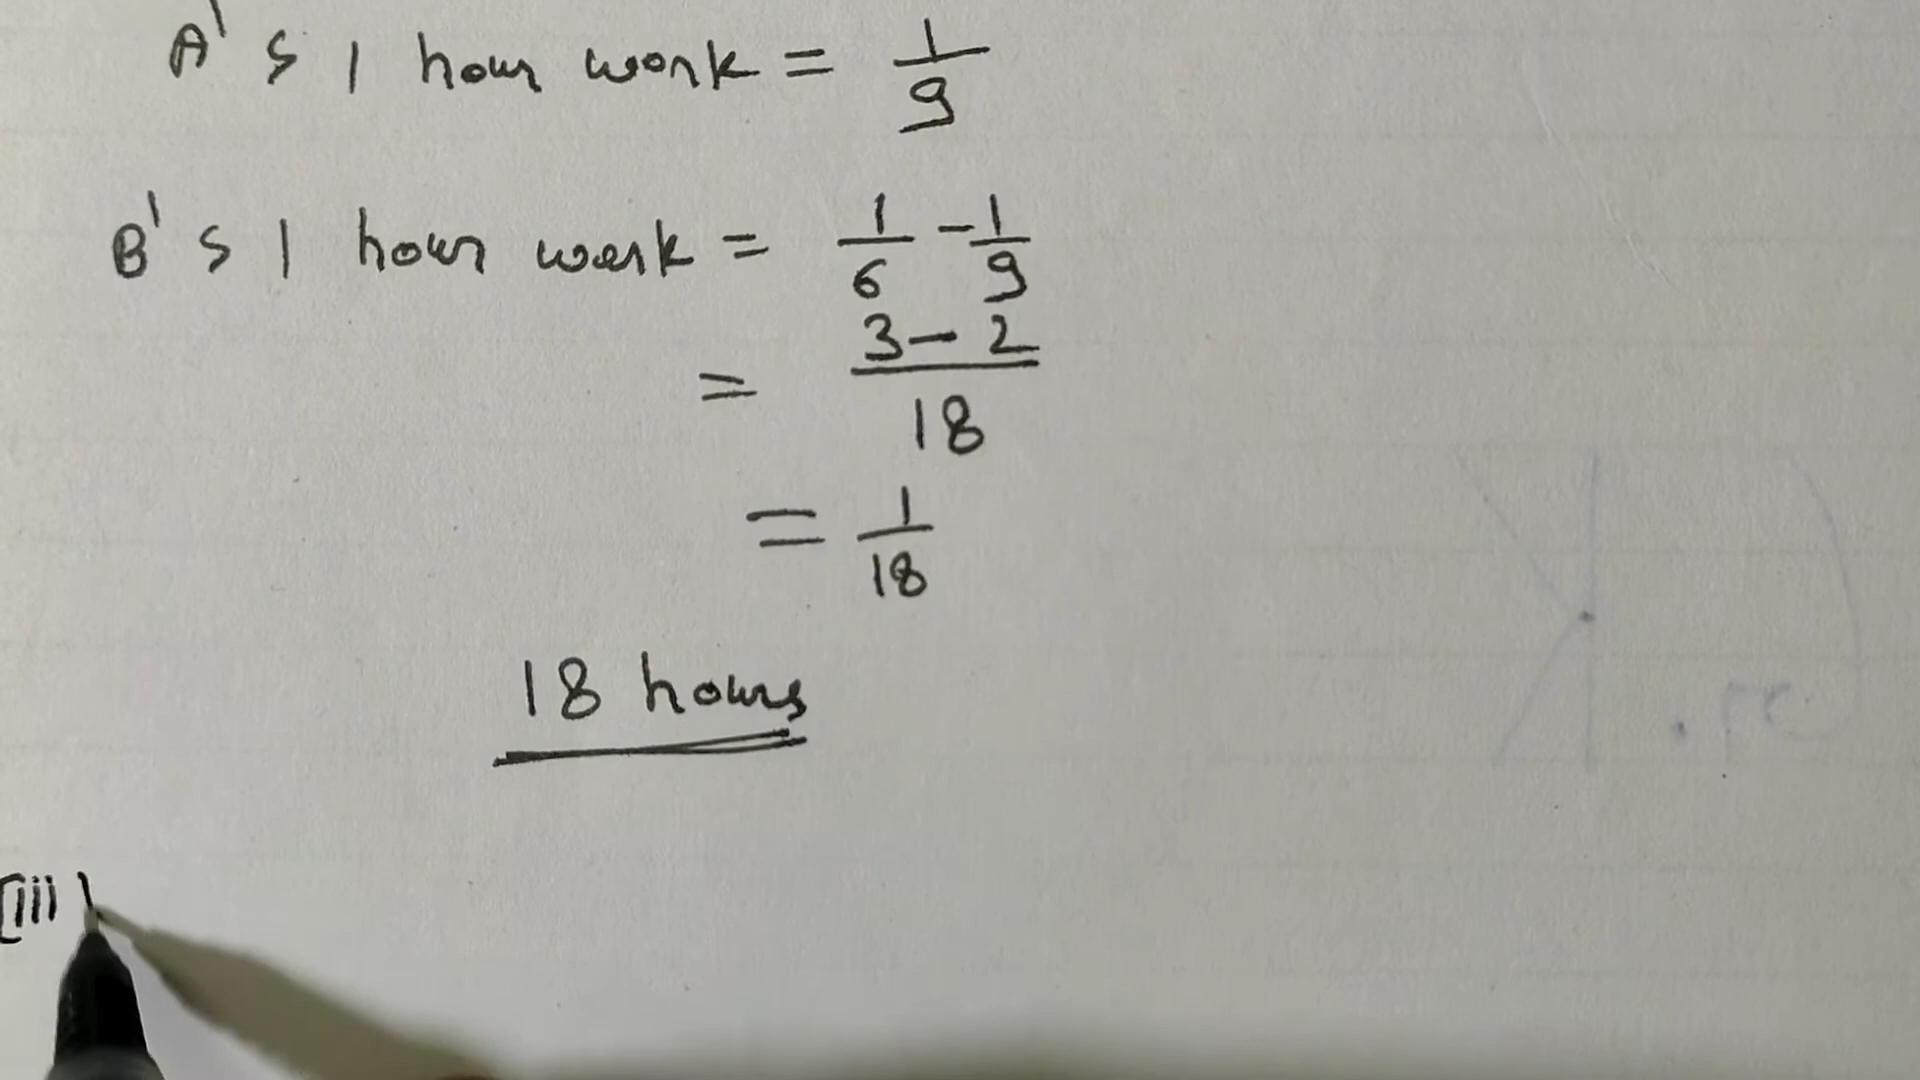 A's 1 hour work = 1/9
B's 1 hour work = 1/6 - 1/9
= 3 - 2 / 18
= 1/18
18 hours
(iii)